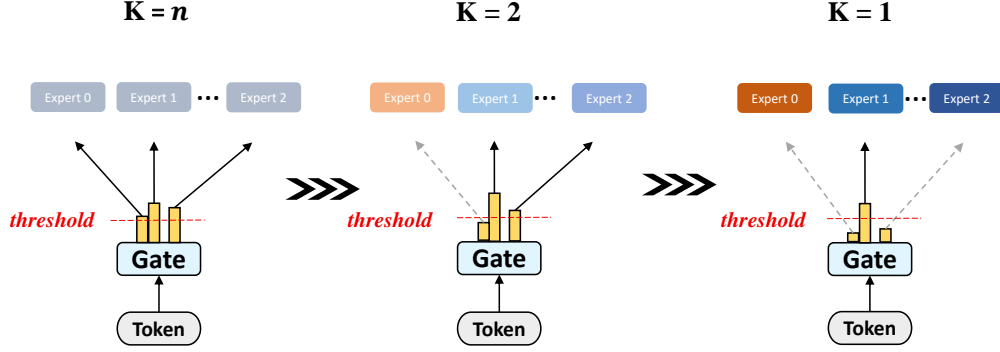 K = n
K = 2
K = 1
Expert 0
Expert 1
...
Expert 2
Expert 0
Expert 1
...
Expert 2
Expert 0
Expert 1
...
Expert 2
threshold
threshold
threshold
Gate
Gate
Gate
Token
Token
Token